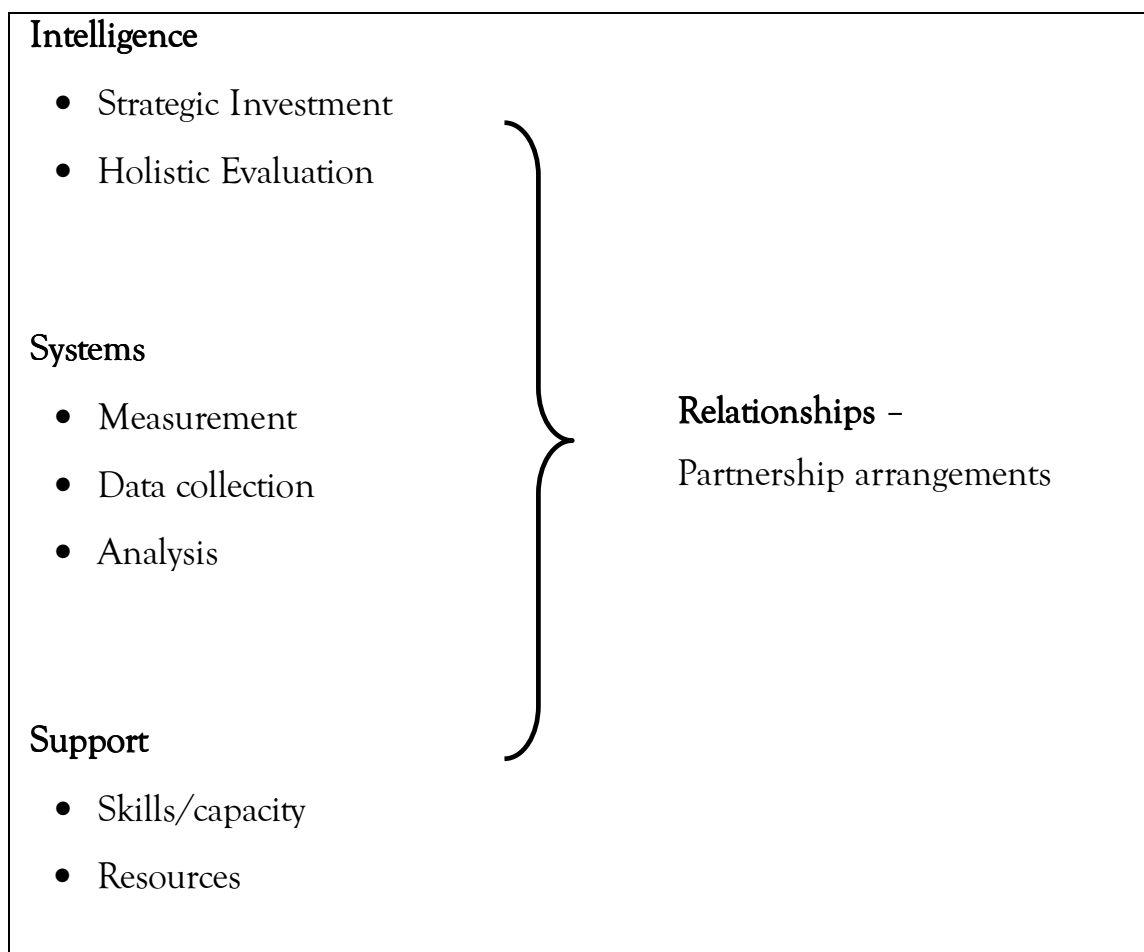 Intelligence
• Strategic Investment
• Holistic Evaluation
Systems
• Measurement
• Data collection
• Analysis
Support
• Skills/capacity
• Resources
Relationships –
Partnership arrangements